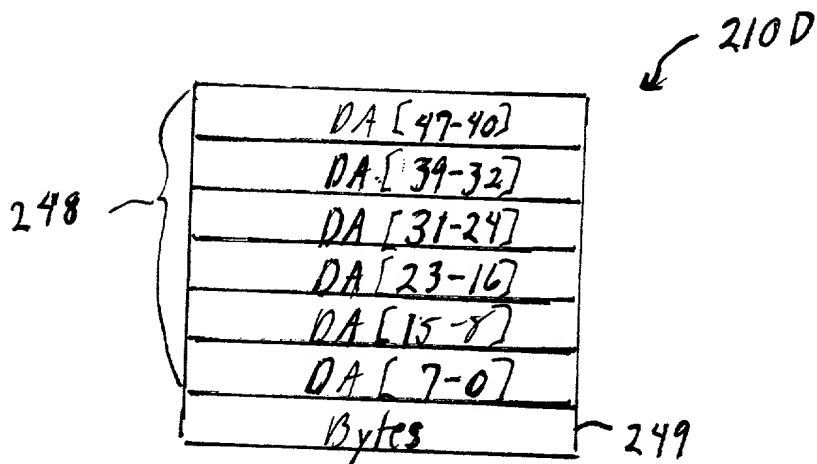 210D
DA [47-40]
DA [39-32]
248
DA [31-24]
DA [23-16]
DA [15-8]
DA [7-0]
Bytes
249